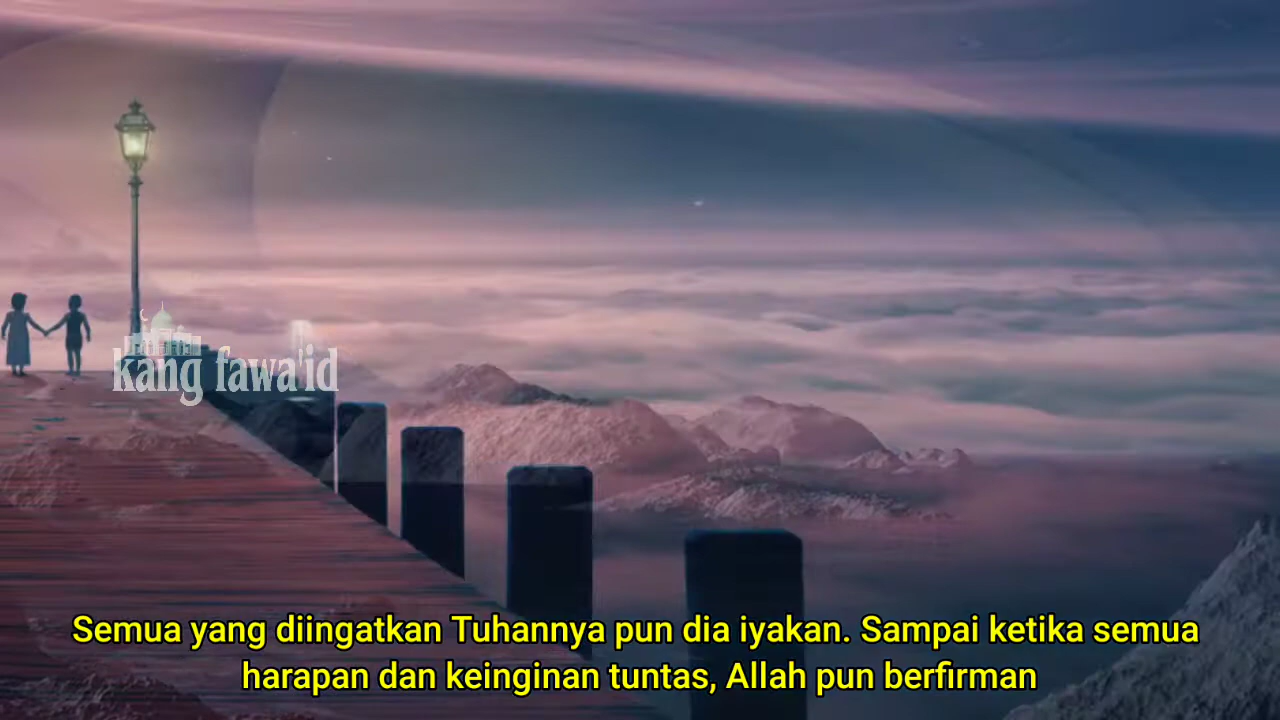 kang fawa'id
Semua yang diingatkan Tuhannya pun dia iyakan. Sampai ketika semua
harapan dan keinginan tuntas, Allah pun berfirman